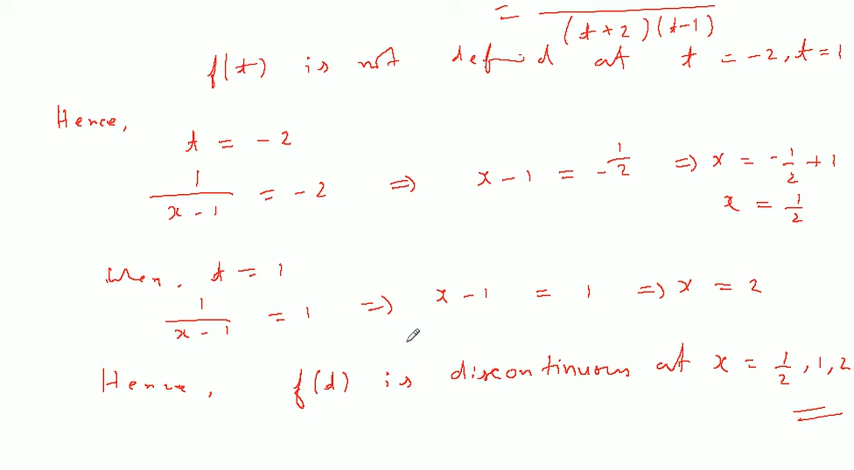 = ─────
(t+2)(t-1)
f(t) is not defined at t = -2, t = 1
Hence,
t = -2
1/(x-1) = -2 ⇒ x-1 = -1/2 ⇒ x = -1/2 + 1
x = 1/2
When, t = 1
1/(x-1) = 1 ⇒ x-1 = 1 ⇒ x = 2
Hence, f(d) is discontinuous at x = 1/2, 1, 2